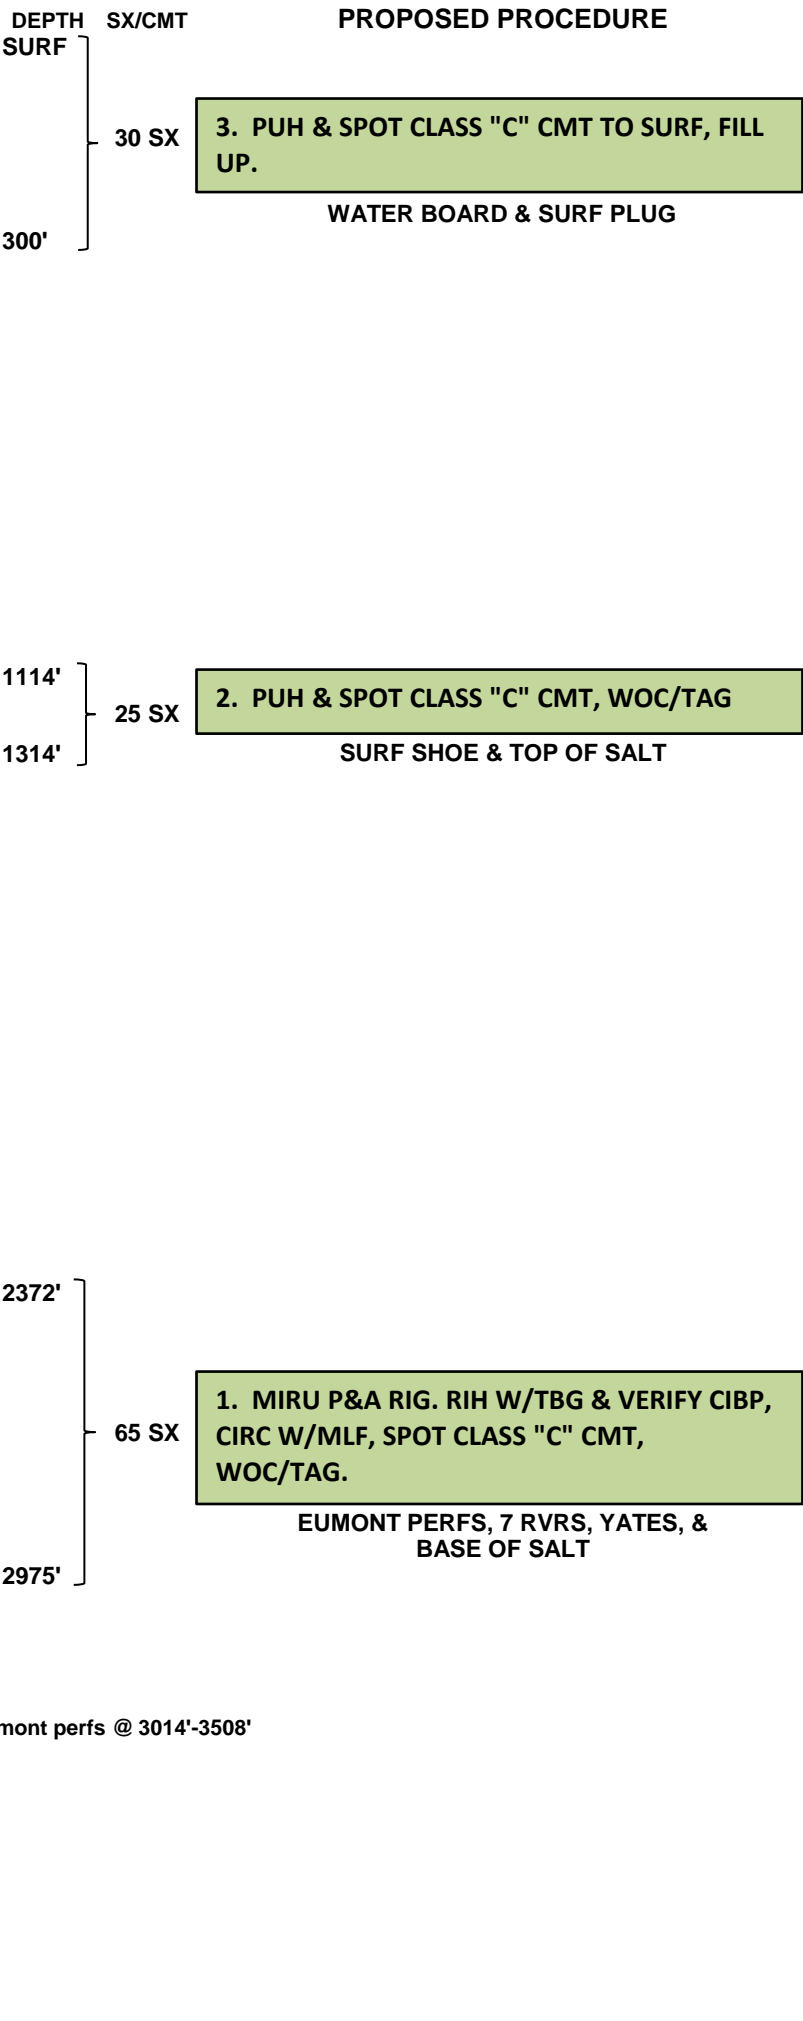 DEPTH SX/CMT PROPOSED PROCEDURE
SURF
30 SX
3. PUH & SPOT CLASS "C" CMT TO SURF, FILL
UP.
WATER BOARD & SURF PLUG
300'
1114'
25 SX
2. PUH & SPOT CLASS "C" CMT, WOC/TAG
1314'
SURF SHOE & TOP OF SALT
2372'
65 SX
1. MIRU P&A RIG. RIH W/TBG & VERIFY CIBP,
CIRC W/MLF, SPOT CLASS "C" CMT,
WOC/TAG.
EUMONT PERFS, 7 RVRS, YATES, &
BASE OF SALT
2975'
mont perfs @ 3014'-3508'